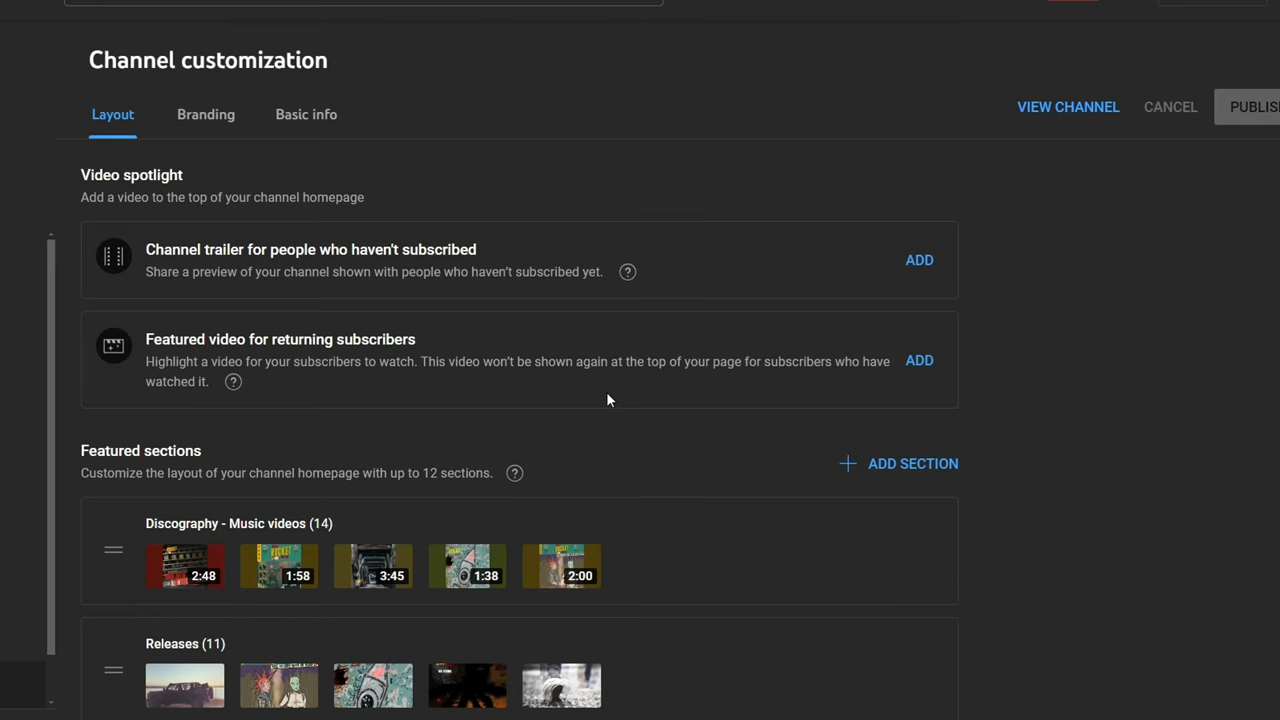 Channel customization
Layout
Branding
Basic info
VIEW CHANNEL
CANCEL
PUBLIS
Video spotlight
Add a video to the top of your channel homepage
Channel trailer for people who haven't subscribed
Share a preview of your channel shown with people who haven't subscribed yet.
?
ADD
Featured video for returning subscribers
Highlight a video for your subscribers to watch. This video won't be shown again at the top of your page for subscribers who have
watched it.
?
ADD
Featured sections
Customize the layout of your channel homepage with up to 12 sections.
?
+ ADD SECTION
Discography - Music videos (14)
2:48
1:58
3:45
1:38
2:00
Releases (11)